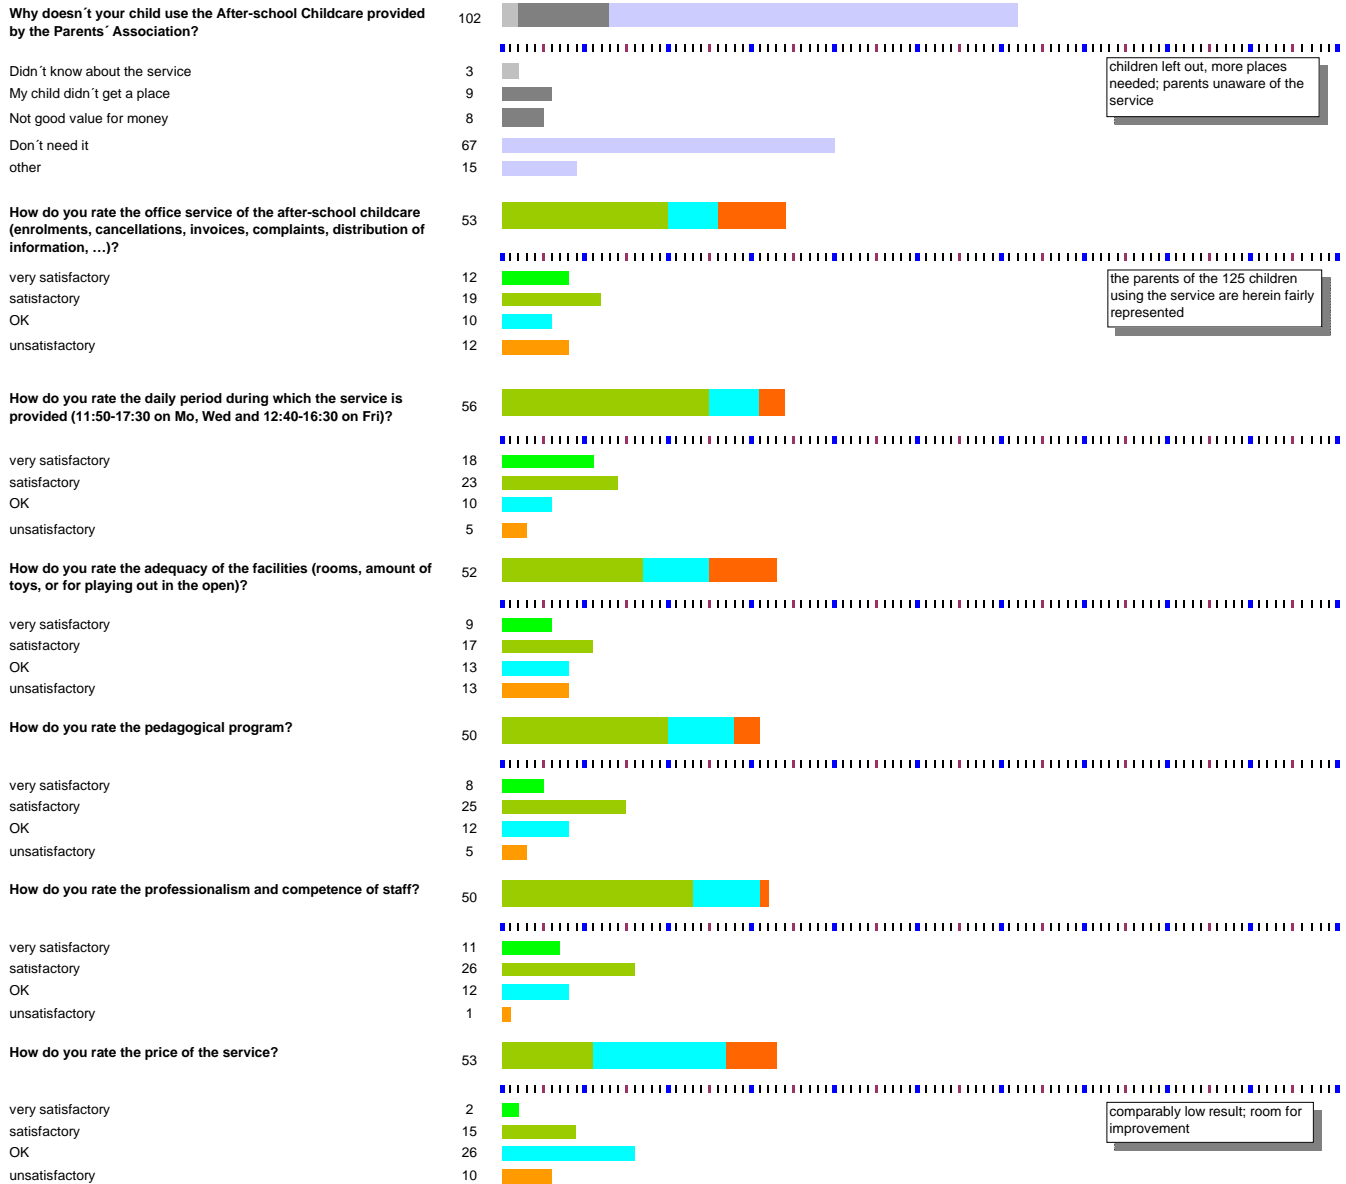 Why doesn´t your child use the After-school Childcare provided
by the Parents´ Association?
102
Didn´t know about the service
3
My child didn´t get a place
9
Not good value for money
8
Don´t need it
67
other
15
children left out, more places
needed; parents unaware of the
service
How do you rate the office service of the after-school childcare
(enrolments, cancellations, invoices, complaints, distribution of
information, ...)?
53
very satisfactory
12
satisfactory
19
OK
10
unsatisfactory
12
the parents of the 125 children
using the service are herein fairly
represented
How do you rate the daily period during which the service is
provided (11:50-17:30 on Mo, Wed and 12:40-16:30 on Fri)?
56
very satisfactory
18
satisfactory
23
OK
10
unsatisfactory
5
How do you rate the adequacy of the facilities (rooms, amount of
toys, or for playing out in the open)?
52
very satisfactory
9
satisfactory
17
OK
13
unsatisfactory
13
How do you rate the pedagogical program?
50
very satisfactory
8
satisfactory
25
OK
12
unsatisfactory
5
How do you rate the professionalism and competence of staff?
50
very satisfactory
11
satisfactory
26
OK
12
unsatisfactory
1
How do you rate the price of the service?
53
very satisfactory
2
satisfactory
15
OK
26
unsatisfactory
10
comparably low result; room for
improvement